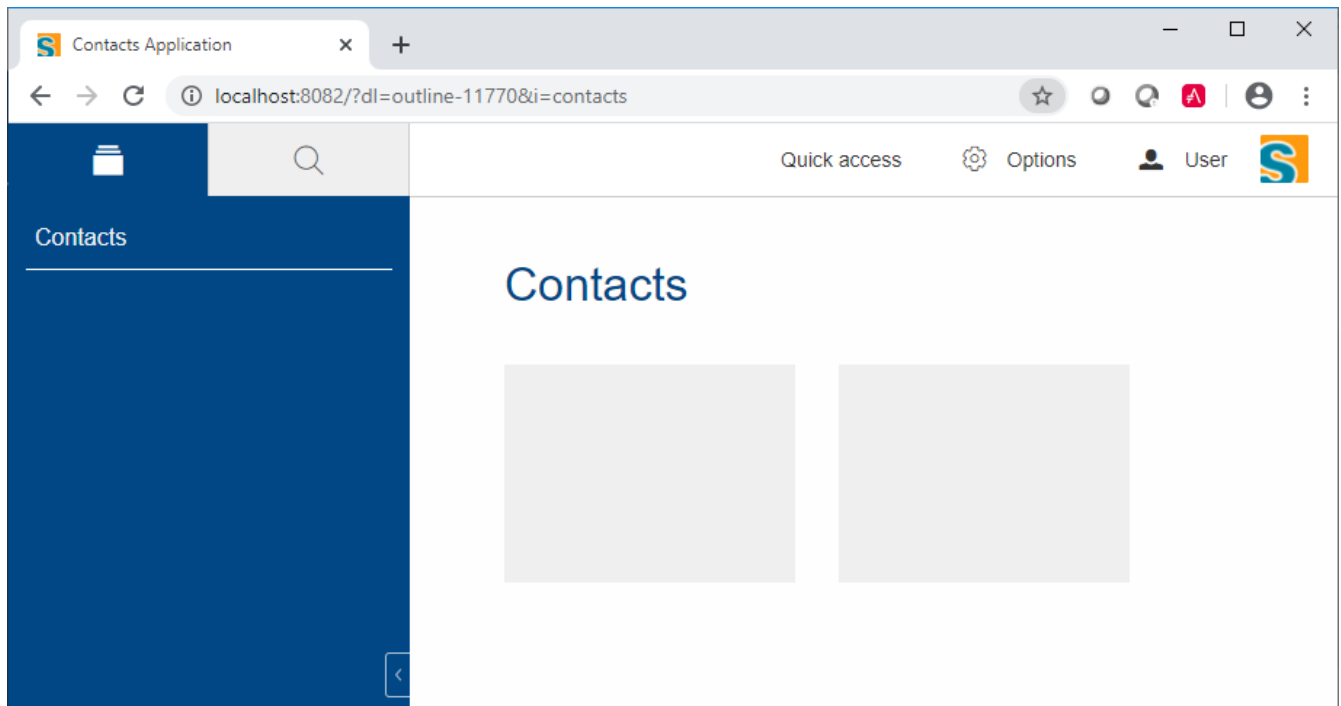 Contacts Application
localhost:8082/?dl=outline-11770&i=contacts
Quick access Options User
Contacts
Contacts